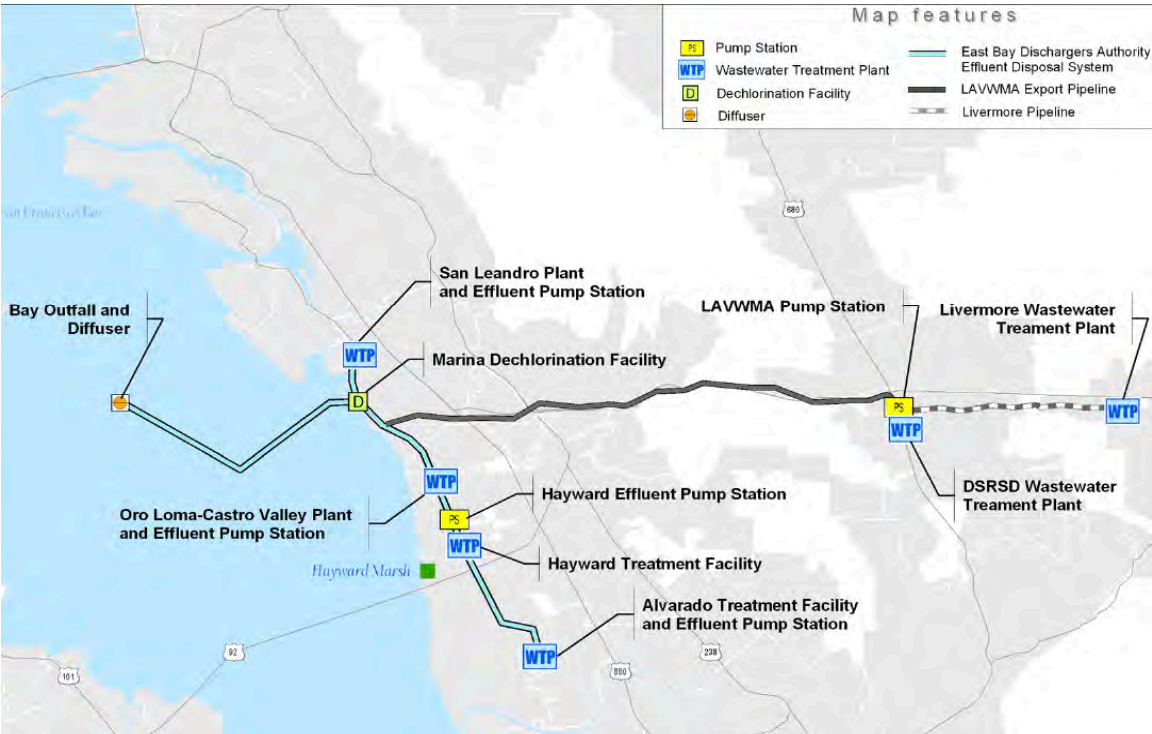 Map features
PS Pump Station
WTP Wastewater Treatment Plant
D Dechlorination Facility
Diffuser
East Bay Dischargers Authority
Effluent Disposal System
LAVWMA Export Pipeline
Livermore Pipeline
680
San Leandro Plant
and Effluent Pump Station
Bay Outfall and
Diffuser
LAVWMA Pump Station
Livermore Wastewater
Treament Plant
WTP
Marina Dechlorination Facility
D
PS
WTP
WTP
WTP
Oro Loma-Castro Valley Plant
and Effluent Pump Station
Hayward Effluent Pump Station
PS
DSRSD Wastewater
Treament Plant
WTP
Hayward Treatment Facility
Hayward Marsh
Alvarado Treatment Facility
and Effluent Pump Station
WTP
92
101
238
880